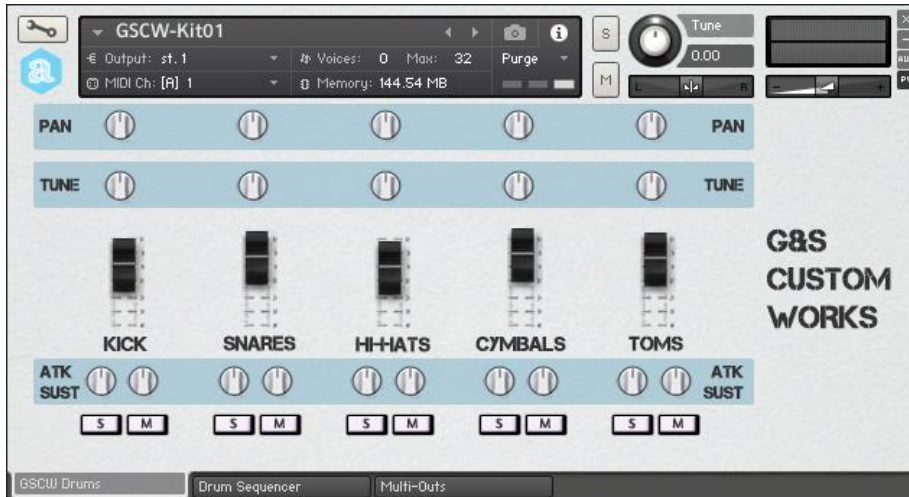 GSCW-Kit01
Output: st.1 Voices: 0 Max: 32 Purge
MIDI Ch: [A] 1 Memory: 144.54 MB
S
M
Tune
0.00
L R
- +
×
-
AUX
PV
PAN PAN
TUNE TUNE
G&S
CUSTOM
WORKS
KICK SNARES HI-HATS CYMBALS TOMS
ATK ATK
SUST SUST
S M S M S M S M S M
GSCW Drums Drum Sequencer Multi-Outs